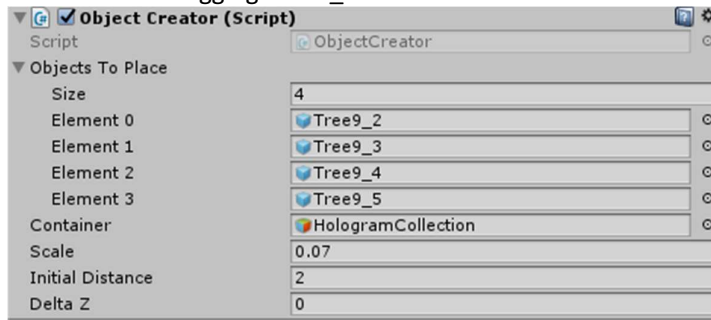 Object Creator (Script)
Script ObjectCreator
Objects To Place
Size 4
Element 0 Tree9_2
Element 1 Tree9_3
Element 2 Tree9_4
Element 3 Tree9_5
Container HologramCollection
Scale 0.07
Initial Distance 2
Delta Z 0